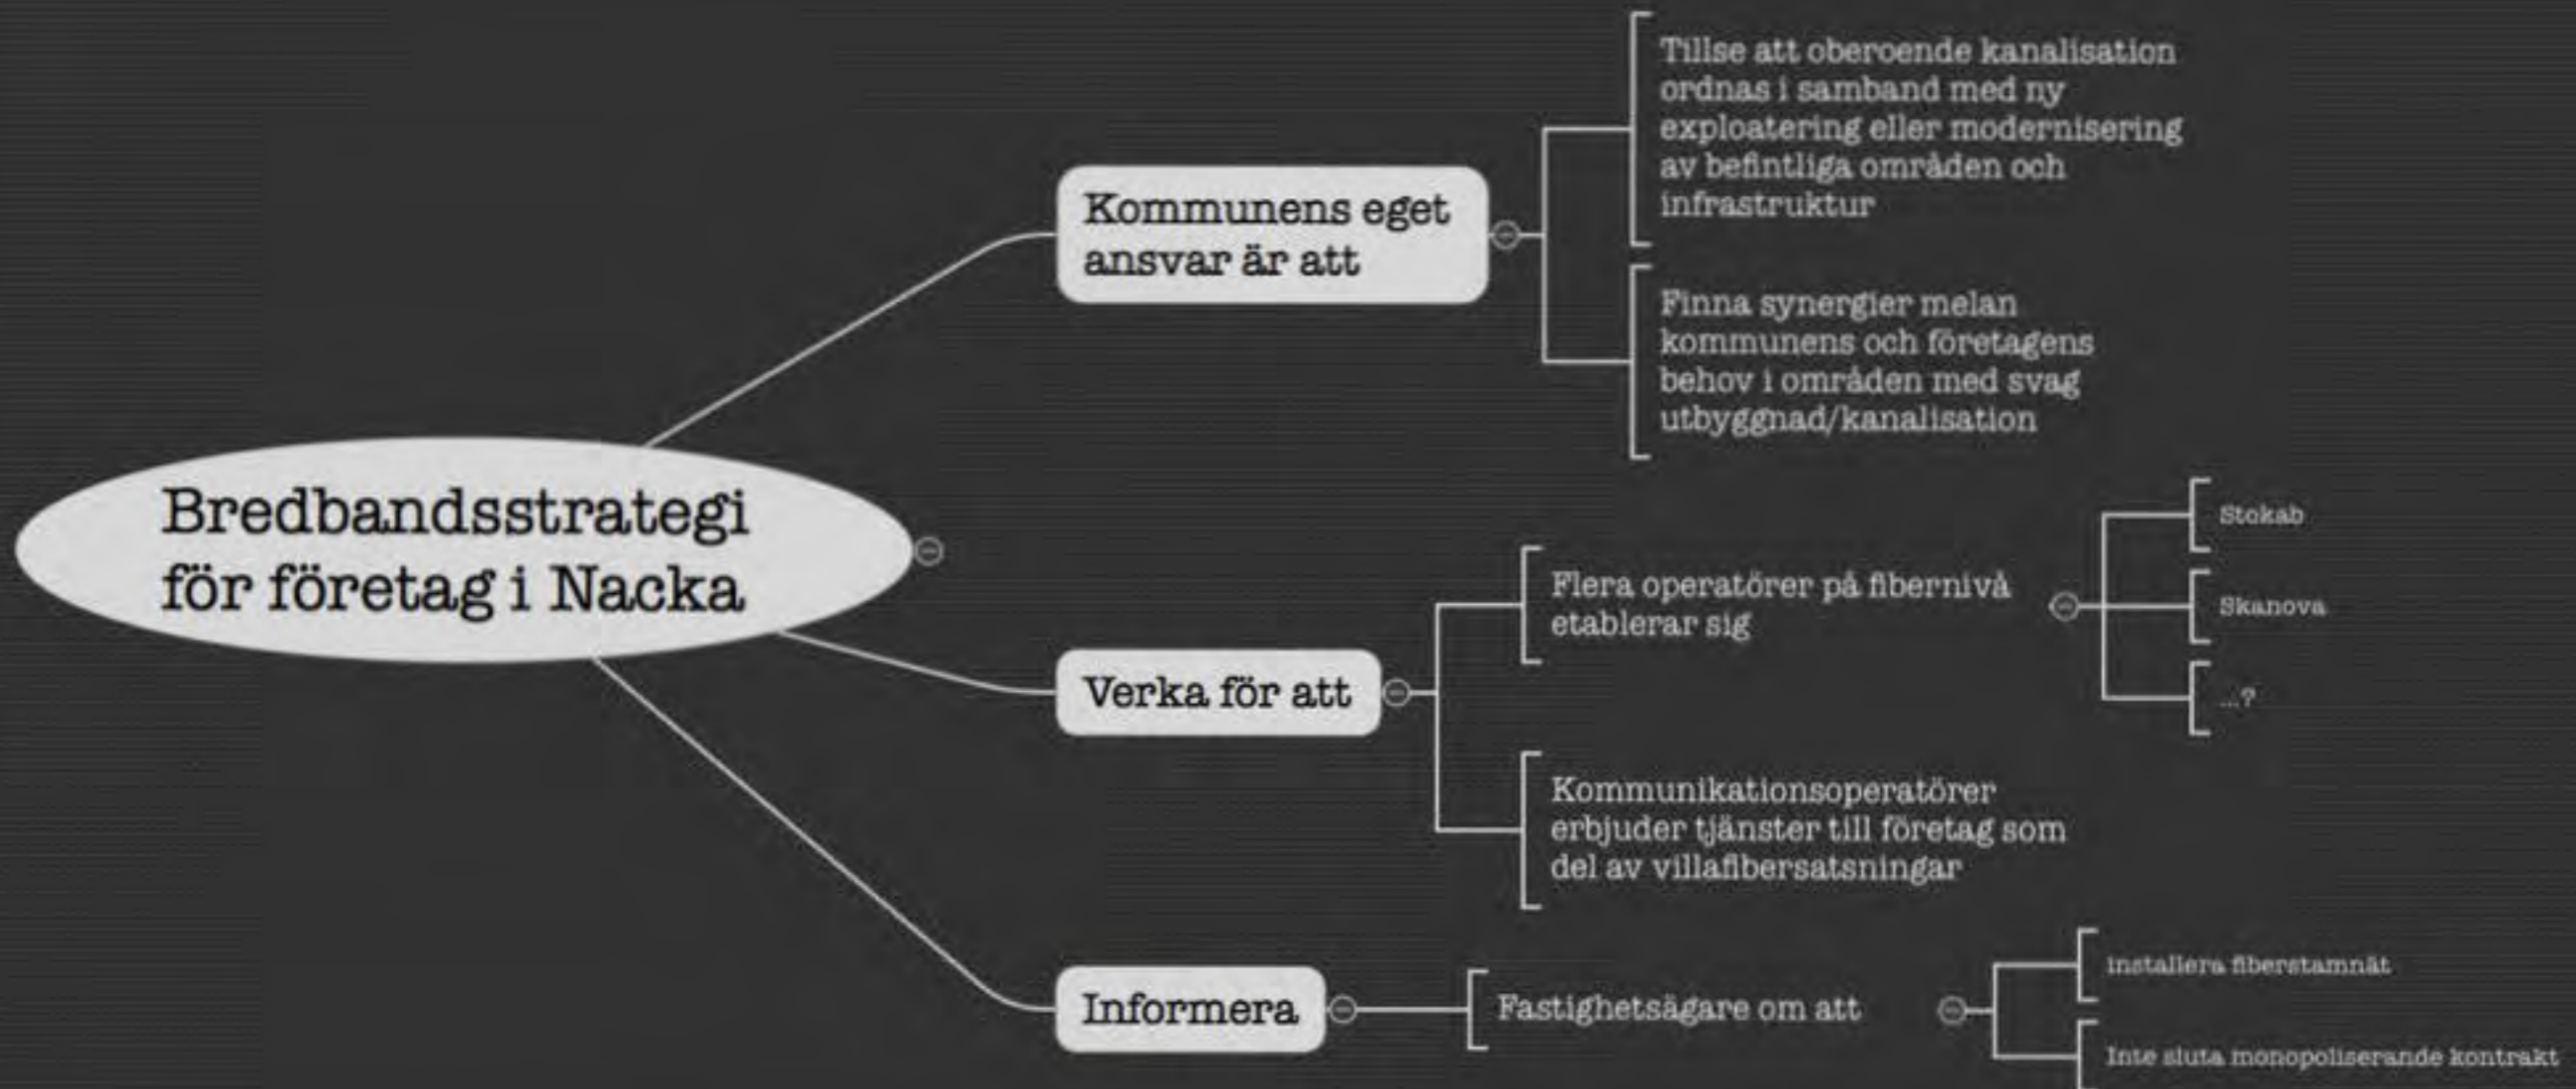 Bredbandsstrategi
för företag i Nacka
Kommunens eget
ansvar är att
Tillse att oberoende kanalisation
ordnas i samband med ny
exploatering eller modernisering
av befintliga områden och
infrastruktur
Finna synergier melan
kommunens och företagens
behov i områden med svag
utbyggnad/kanalisation
Verka för att
Flera operatörer på fibernivå
etablerar sig
Stokab
Skanova
...?
Kommunikationsoperatörer
erbjuder tjänster till företag som
del av villafibersatsningar
Informera
Fastighetsägare om att
installera fiberstamnät
Inte sluta monopoliserande kontrakt